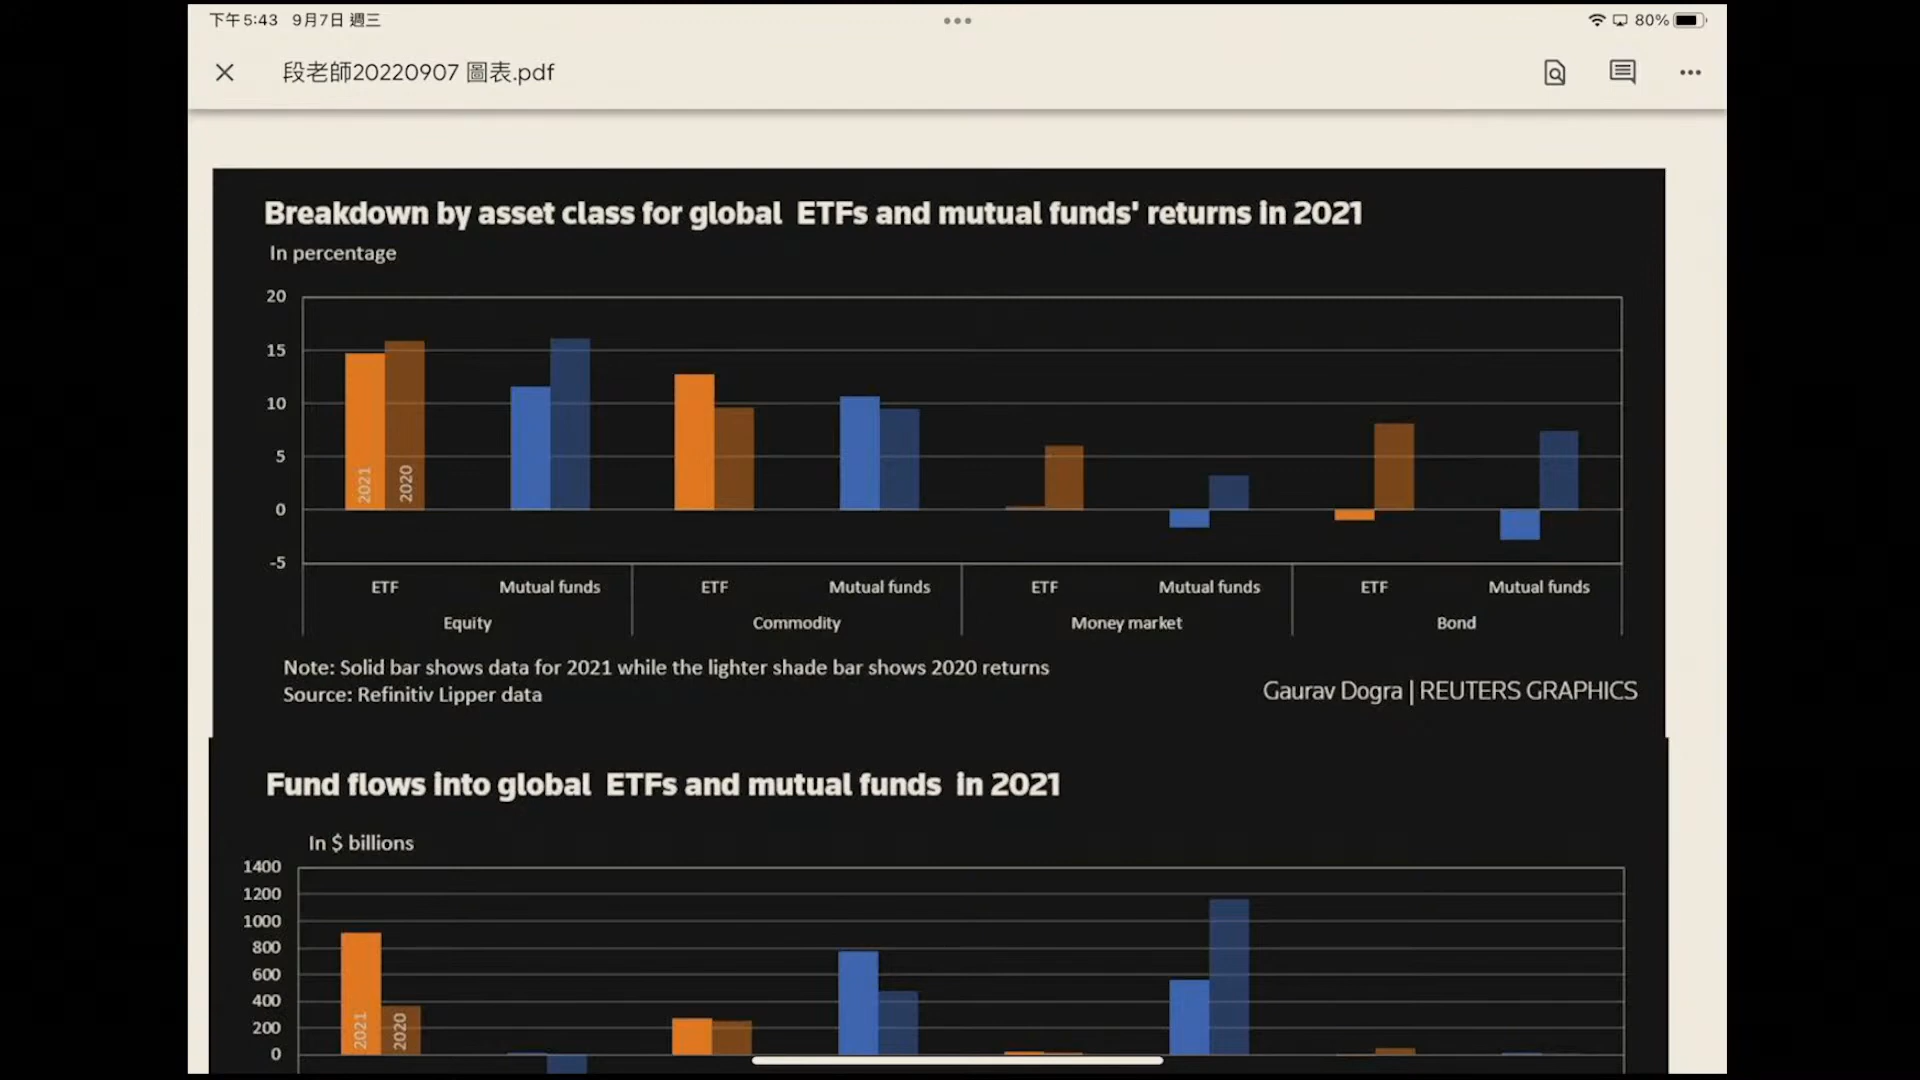 下午5:43 9月7日 週三
80%
段老師20220907 圖表.pdf
Breakdown by asset class for global ETFs and mutual funds' returns in 2021
In percentage
20
15
10
5
0
-5
2021
2020
ETF
Mutual funds
ETF
Mutual funds
ETF
Mutual funds
ETF
Mutual funds
Equity
Commodity
Money market
Bond
Note: Solid bar shows data for 2021 while the lighter shade bar shows 2020 returns
Source: Refinitiv Lipper data
Gaurav Dogra | REUTERS GRAPHICS
Fund flows into global ETFs and mutual funds in 2021
In $ billions
1400
1200
1000
800
600
400
200
0
2021
2020